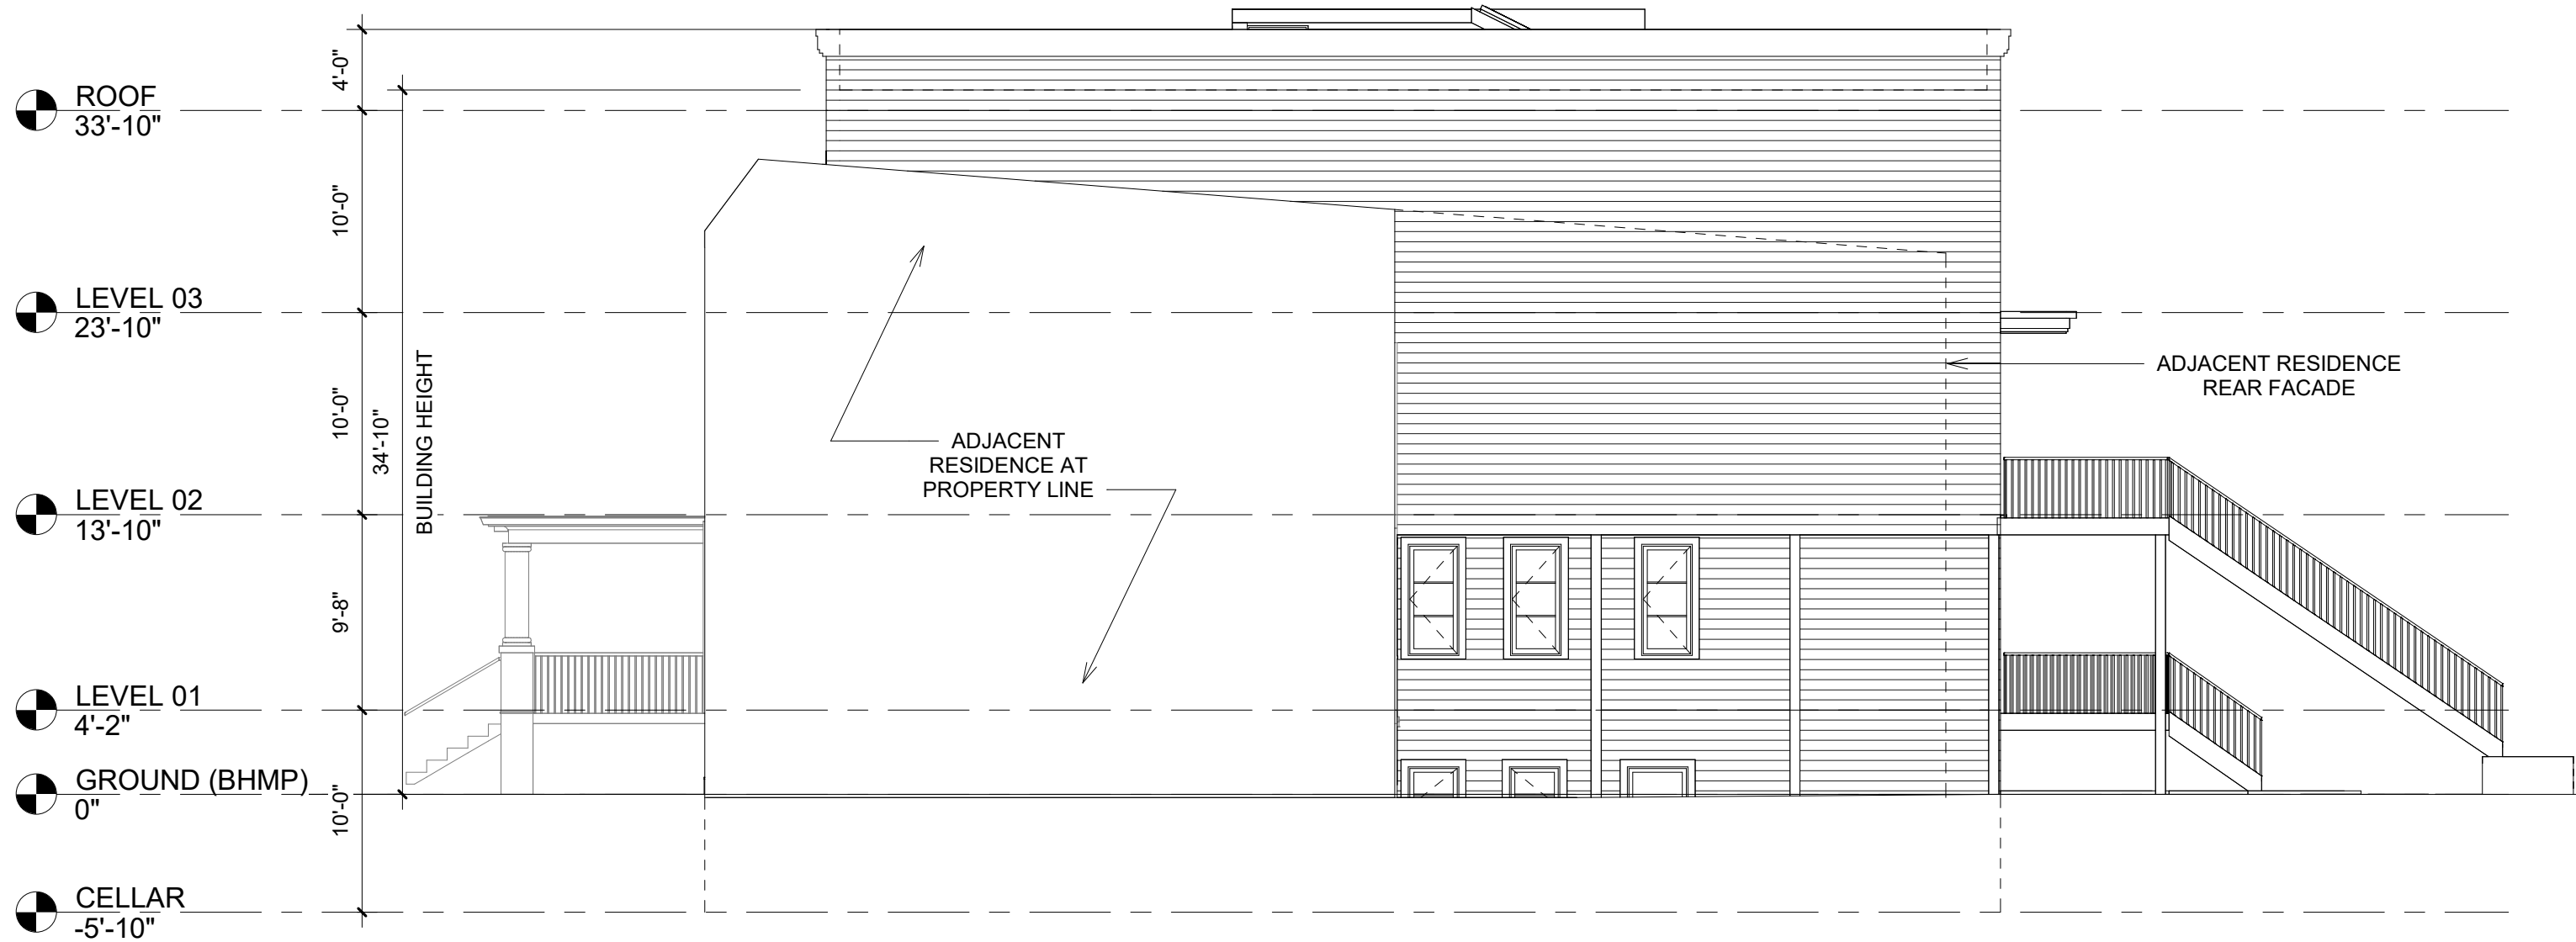 ROOF
33'-10"
LEVEL 03
23'-10"
LEVEL 02
13'-10"
LEVEL 01
4'-2"
GROUND (BHMP)
0"
CELLAR
-5'-10"
4'-0"
10'-0"
10'-0"
9'-8"
10'-0"
34'-10"
BUILDING HEIGHT
ADJACENT
RESIDENCE AT
PROPERTY LINE
ADJACENT RESIDENCE
REAR FACADE